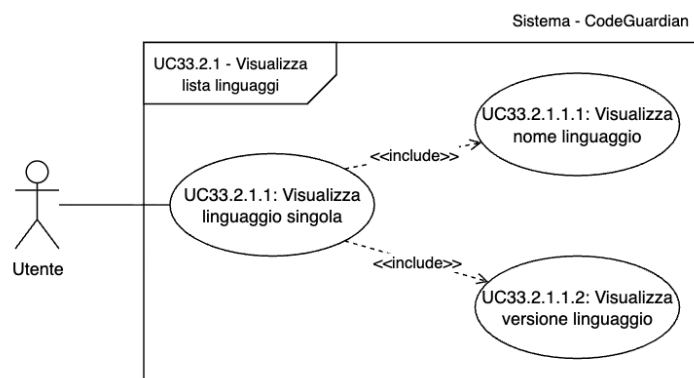 Sistema - CodeGuardian
UC33.2.1 - Visualizza
lista linguaggi
UC33.2.1.1.1: Visualizza
nome linguaggio
<<include>>
UC33.2.1.1: Visualizza
linguaggio singola
Utente
<<include>>
UC33.2.1.1.2: Visualizza
versione linguaggio